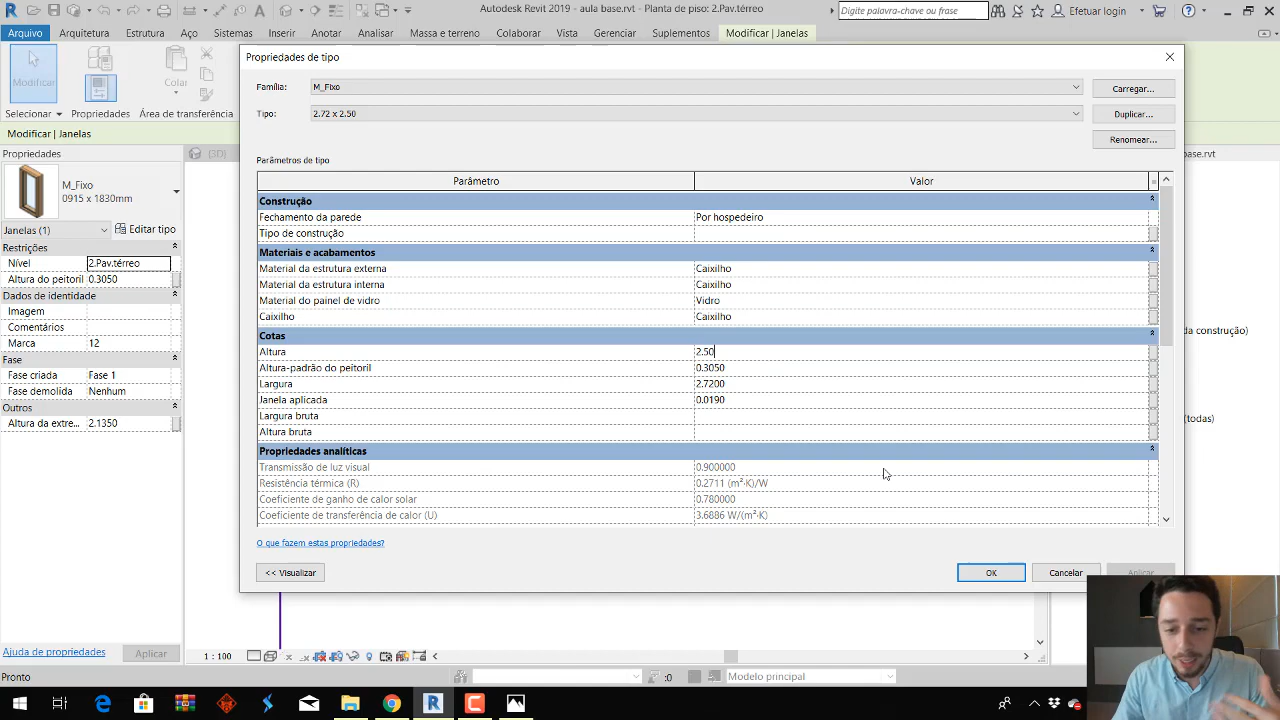 Autodesk Revit 2019 - aula base.rvt - Planta de piso: 2.Pav.térreo
Digite palavra-chave ou frase
Efetuar login
Arquivo Arquitetura Estrutura Aço Sistemas Inserir Anotar Analisar Massa e terreno Colaborar Vista Gerenciar Suplementos Modificar | Janelas
Modificar
Colar
Selecionar Propriedades Área de transferência
Modificar | Janelas
Propriedades
{3D}
base.rvt
M_Fixo
0915 x 1830mm
Janelas (1)
Editar tipo
Restrições
Nível 2.Pav.térreo
Altura do peitoril 0.3050
Dados de identidade
Imagem
Comentários
Marca 12
Fase
Fase criada Fase 1
Fase demolida Nenhum
Outros
Altura da extre... 2.1350
Ajuda de propriedades
Aplicar
Propriedades de tipo
Família: M_Fixo
Carregar...
Tipo: 2.72 x 2.50
Duplicar...
Renomear...
Parâmetros de tipo
Parâmetro Valor =
Construção
Fechamento da parede Por hospedeiro
Tipo de construção
Materiais e acabamentos
Material da estrutura externa Caixilho
Material da estrutura interna Caixilho
Material do painel de vidro Vidro
Caixilho Caixilho
Cotas
Altura 2.50
Altura-padrão do peitoril 0.3050
Largura 2.7200
Janela aplicada 0.0190
Largura bruta
Altura bruta
Propriedades analíticas
Transmissão de luz visual 0.900000
Resistência térmica (R) 0.2711 (m²·K)/W
Coeficiente de ganho de calor solar 0.780000
Coeficiente de transferência de calor (U) 3.6886 W/(m²·K)
O que fazem estas propriedades?
<< Visualizar
OK
Cancelar
Aplicar
da construção)
(todas)
1 : 100
Pronto
:0
Modelo principal